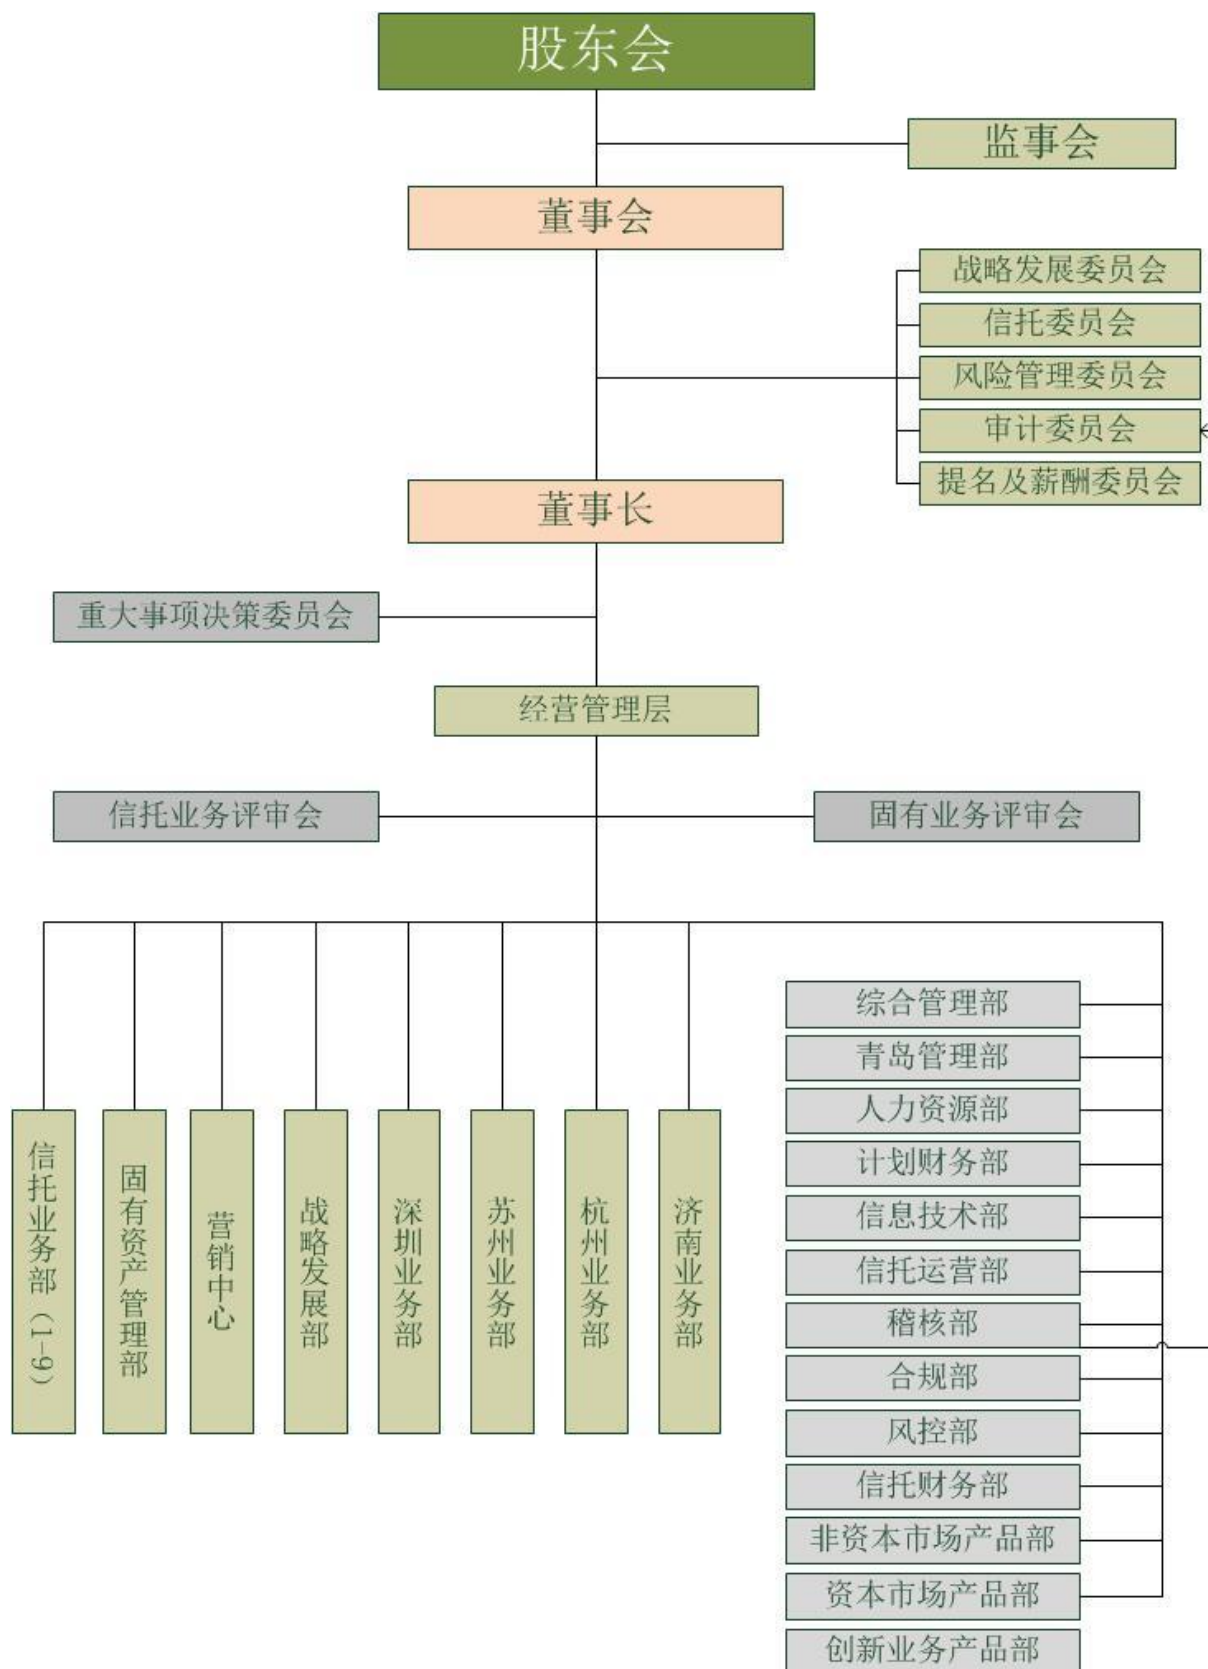 股东会
监事会
董事会
战略发展委员会
信托委员会
风险管理委员会
审计委员会
提名及薪酬委员会
董事长
重大事项决策委员会
经营管理层
信托业务评审会
固有业务评审会
信托业务部（1-9）
固有资产管理部
营销中心
战略发展部
深圳业务部
苏州业务部
杭州业务部
济南业务部
综合管理部
青岛管理部
人力资源部
计划财务部
信息技术部
信托运营部
稽核部
合规部
风控部
信托财务部
非资本市场产品部
资本市场产品部
创新业务产品部